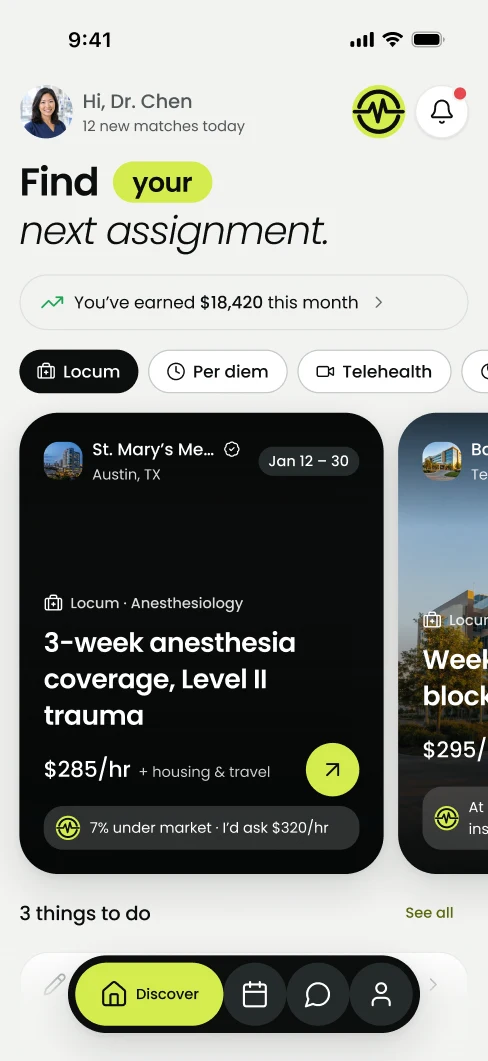 9:41
Hi, Dr. Chen
12 new matches today
Find your
next assignment.
You’ve earned $18,420 this month
Locum
Per diem
Telehealth
St. Mary’s Me...
Austin, TX
Jan 12 – 30
Locum · Anesthesiology
3-week anesthesia
coverage, Level II
trauma
$285/hr + housing & travel
7% under market · I’d ask $320/hr
$295/
At
3 things to do
See all
Discover